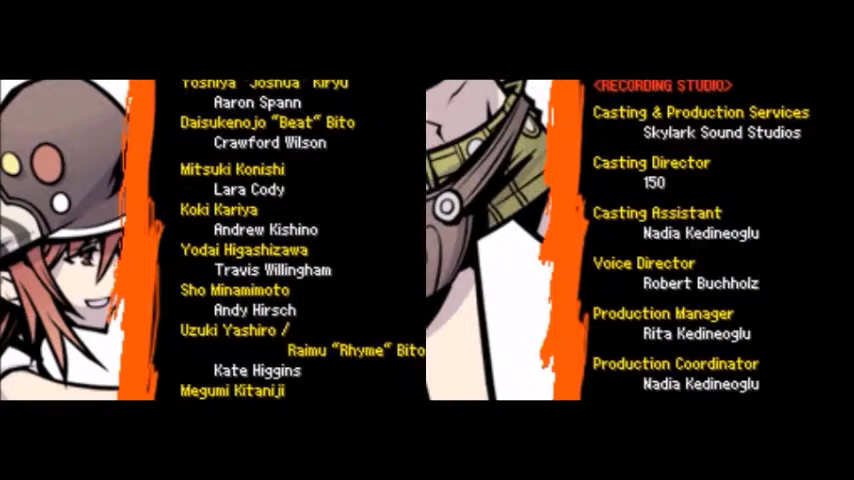 Yoshiya "Joshua" Kiryu
Aaron Spann
Daisukenojo "Beat" Bito
Crawford Wilson
Mitsuki Konishi
Lara Cody
Koki Kariya
Andrew Kishino
Yodai Higashizawa
Travis Willingham
Sho Minamimoto
Andy Hirsch
Uzuki Yashiro /
Raimu "Rhyme" Bito
Kate Higgins
Megumi Kitaniji
<RECORDING STUDIO>
Casting & Production Services
Skylark Sound Studios
Casting Director
150
Casting Assistant
Nadia Kedineoglu
Voice Director
Robert Buchholz
Production Manager
Rita Kedineoglu
Production Coordinator
Nadia Kedineoglu